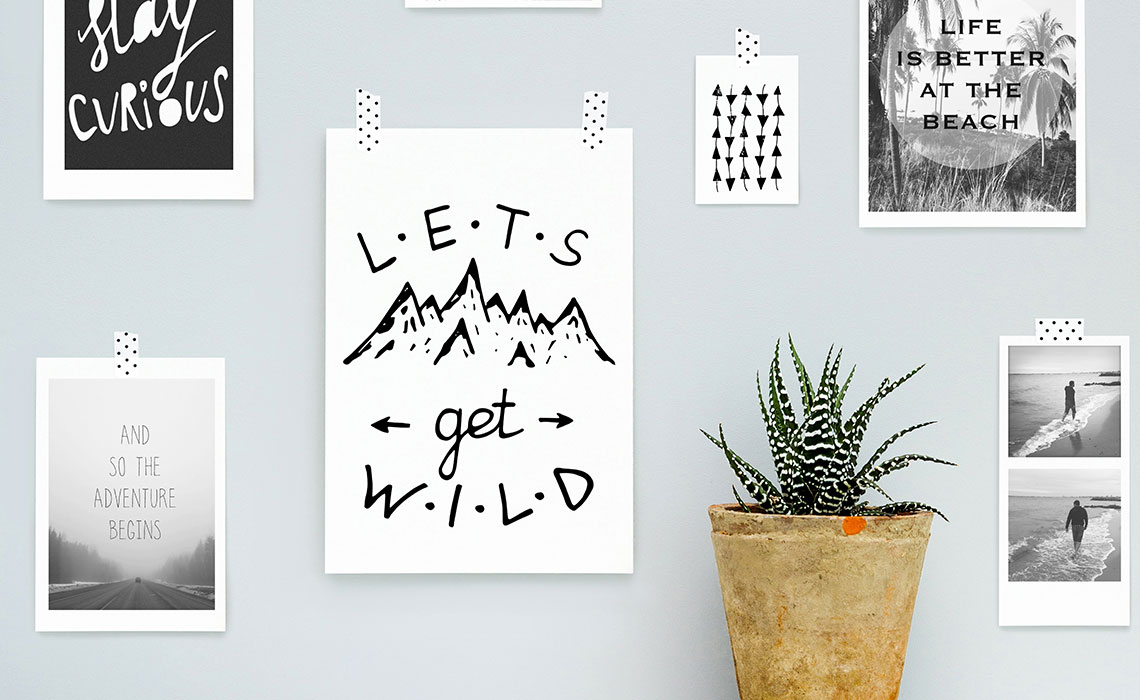 stay
CURiOUS
LIFE
IS BETTER
AT THE
BEACH
L·E·T·S
get
W·I·L·D
AND
SO THE
ADVENTURE
BEGINS